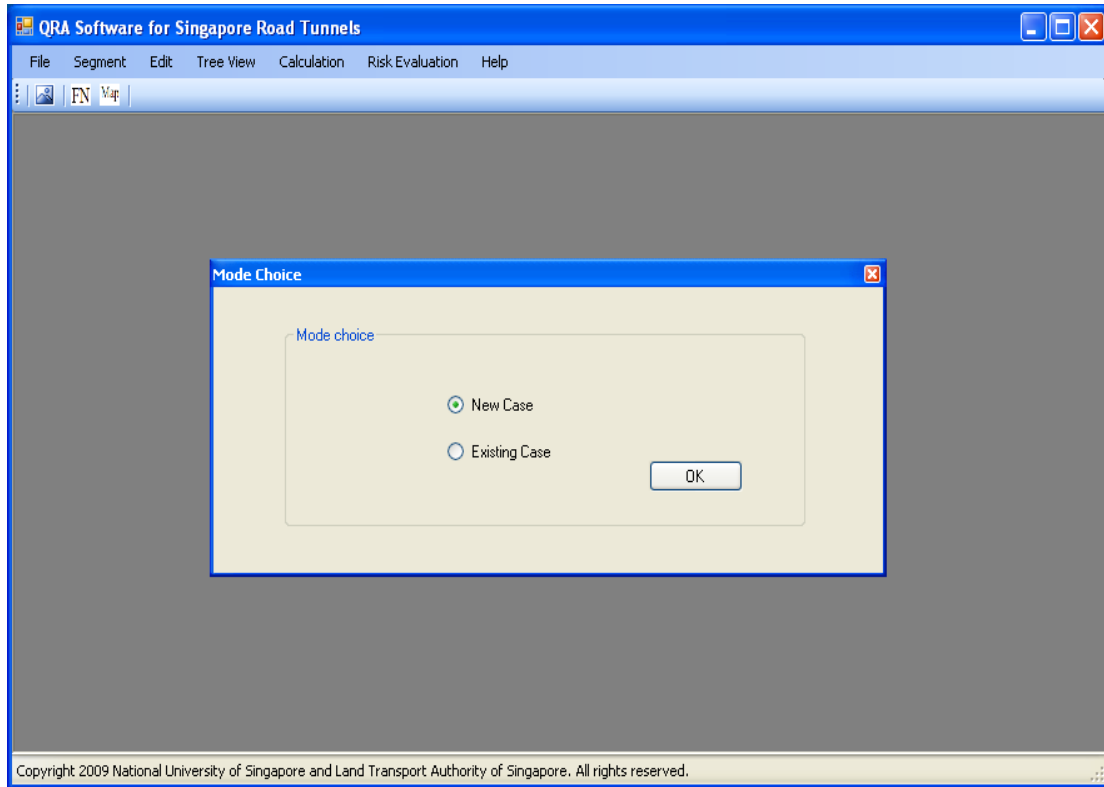 QRA Software for Singapore Road Tunnels
File Segment Edit Tree View Calculation Risk Evaluation Help
FN Map
Mode Choice
Mode choice
New Case
Existing Case
OK
Copyright 2009 National University of Singapore and Land Transport Authority of Singapore. All rights reserved.